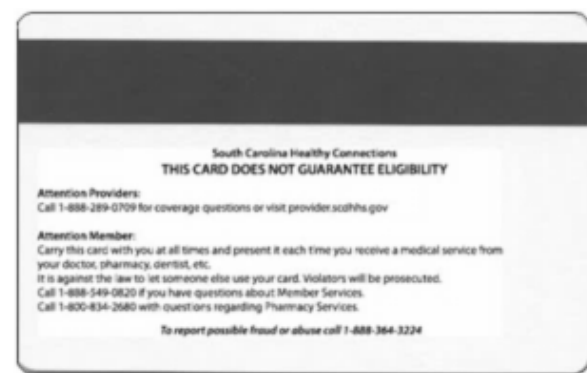 South Carolina Healthy Connections
THIS CARD DOES NOT GUARANTEE ELIGIBILITY
Attention Providers:
Call 1-888-289-0709 for coverage questions or visit provider.scdhhs.gov
Attention Member:
Carry this card with you at all times and present it each time you receive a medical service from
your doctor, pharmacy, dentist, etc.
It is against the law to let someone else use your card. Violators will be prosecuted.
Call 1-888-549-0820 if you have questions about Member Services.
Call 1-800-834-2680 with questions regarding Pharmacy Services.
To report possible fraud or abuse call 1-888-364-3224